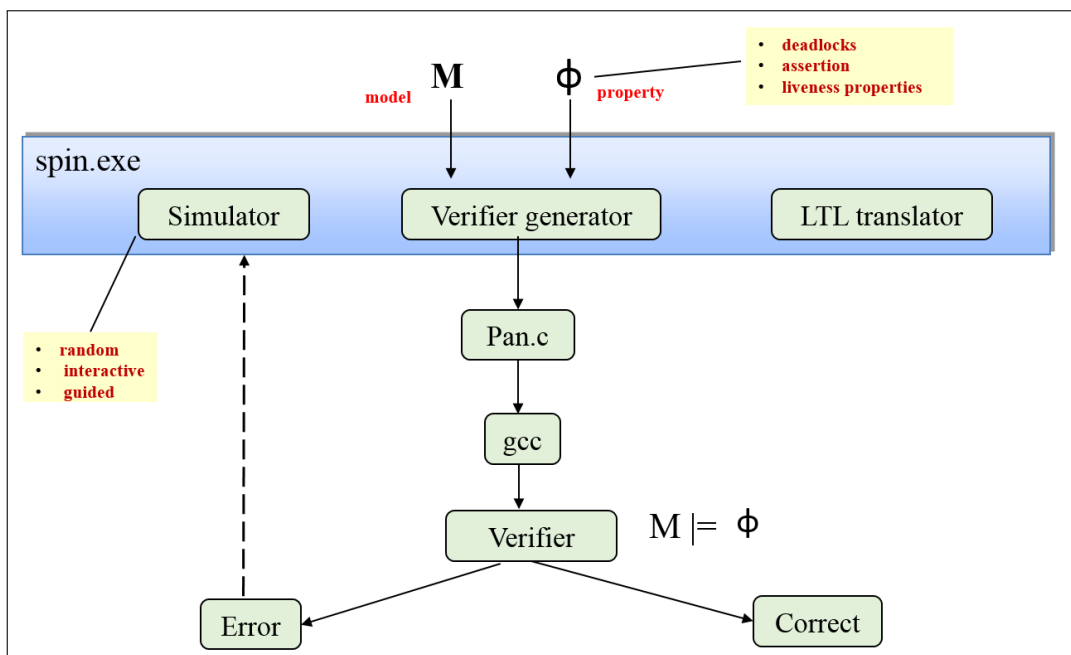 • deadlocks
• assertion
• liveness properties
M ϕ
model property
spin.exe
Simulator
Verifier generator
LTL translator
Pan.c
• random
• interactive
• guided
gcc
Verifier
M |= ϕ
Error
Correct